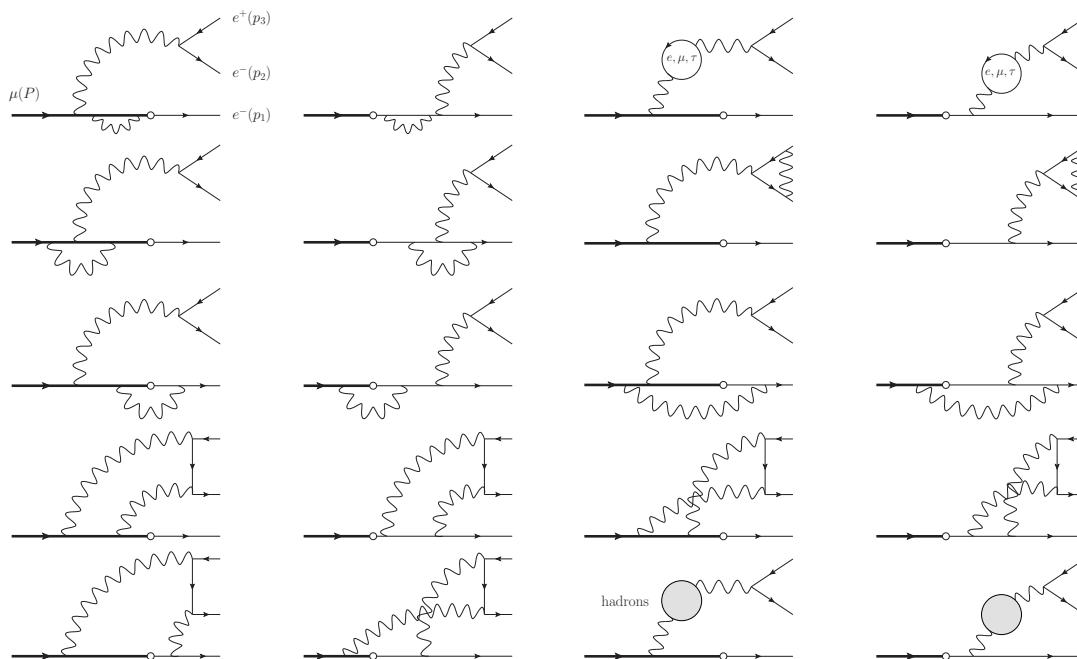 e⁺(p₃)
e, μ, τ
e, μ, τ
e⁻(p₂)
μ(P)
e⁻(p₁)
hadrons